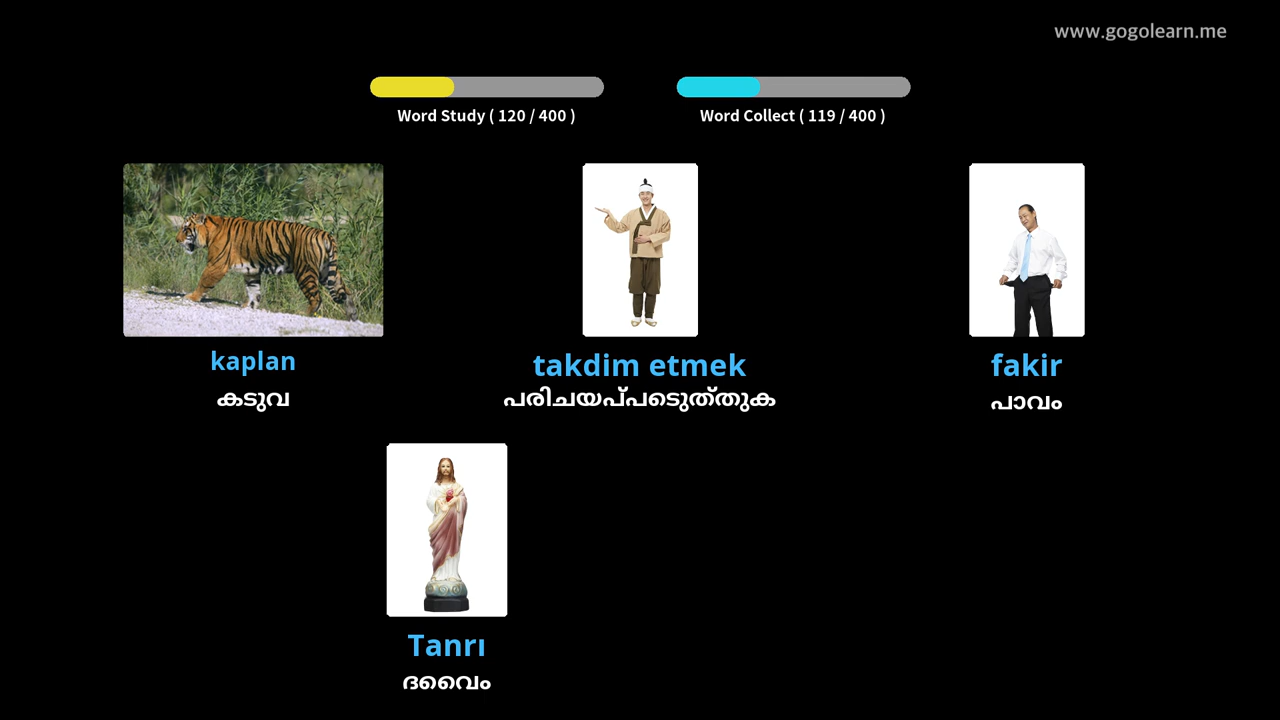 www.gogolearn.me
Word Study ( 120 / 400 )
Word Collect ( 119 / 400 )
kaplan
കടുവ
takdim etmek
പരിചയപ്പെടുത്തുക
fakir
പാവം
Tanrı
ദൈവം